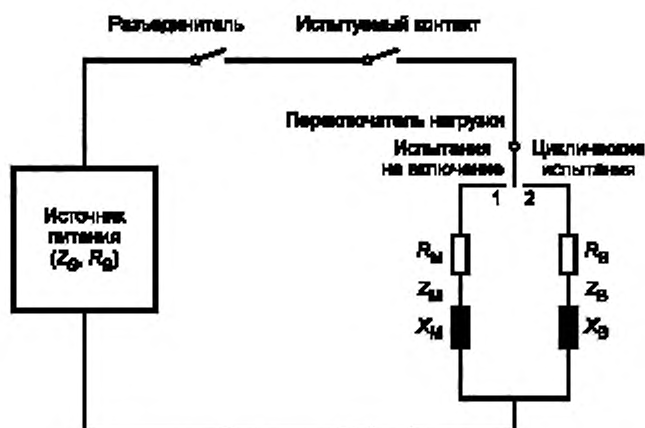 Разъединитель
Испытуемый контакт
Переключатель нагрузки
Испытания
на включение
Циклические
испытания
1 2
Источник
питания
(Z_S, R_S)
R_M
R_B
Z_M
Z_B
X_M
X_B